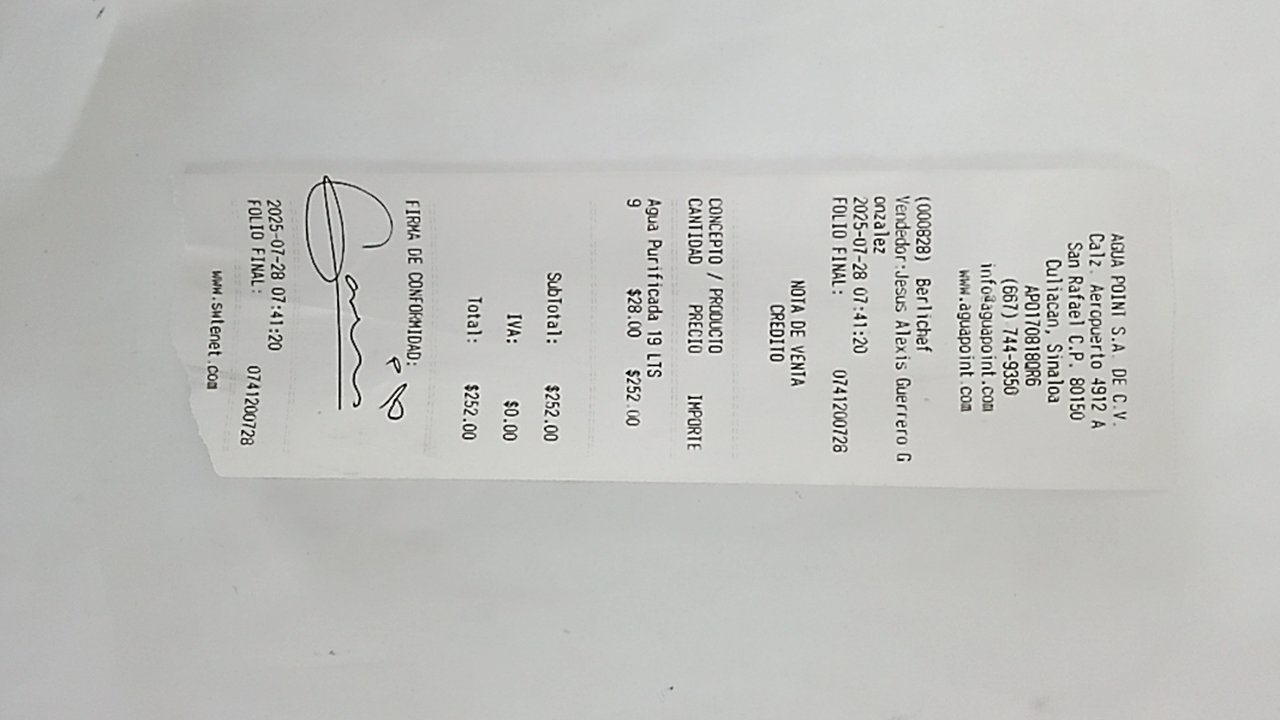 AGUA POINT S.A. DE C.V.
Calz. Aeropuerto 4912 A
San Rafael C.P. 80150
Culiacan, Sinaloa
APO170818QR6
(667) 744-9350
info@aguapoint.com
www.aguapoint.com
(000828) Berlichef
Vendedor:Jesus Alexis Guerrero G
onzalez
2025-07-28 07:41:20
FOLIO FINAL: 0741200728
NOTA DE VENTA
CREDITO
CONCEPTO / PRODUCTO
CANTIDAD PRECIO IMPORTE
Agua Purificada 19 LTS
9 $28.00 $252.00
SubTotal: $252.00
IVA: $0.00
Total: $252.00
FIRMA DE CONFORMIDAD:
2025-07-28 07:41:20
FOLIO FINAL: 0741200728
www.smlenet.com